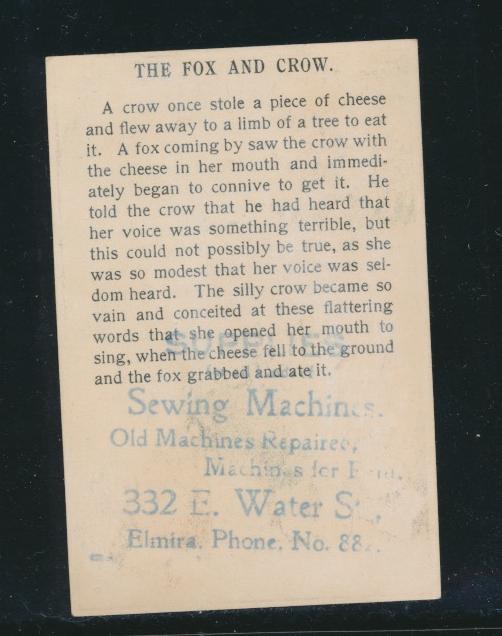 THE FOX AND CROW.
A crow once stole a piece of cheese
and flew away to a limb of a tree to eat
it. A fox coming by saw the crow with
the cheese in her mouth and immedi-
ately began to connive to get it. He
told the crow that he had heard that
her voice was something terrible, but
this could not possibly be true, as she
was so modest that her voice was sel-
dom heard. The silly crow became so
vain and conceited at these flattering
words that she opened her mouth to
sing, when the cheese fell to the ground
and the fox grabbed and ate it.
SUPPLIES
Sewing Machines.
Old Machines Repaired,
Machines for
332 E. Water
Elmira. Phone. No.